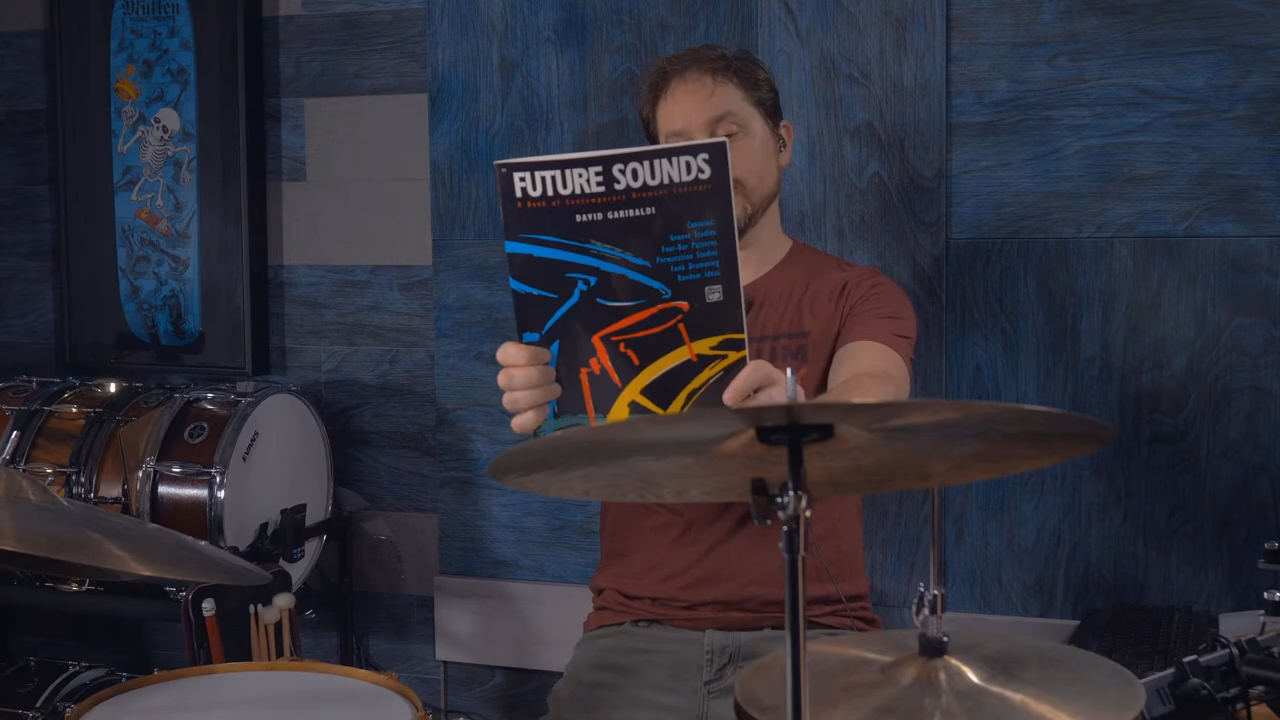 Mullen
FUTURE SOUNDS
A Book of Contemporary Drumset Concepts
DAVID GARIBALDI
Contains:
Groove Studies
Four-Bar Patterns
Permutation Studies
Funk Drumming
Random Ideas
EVANS